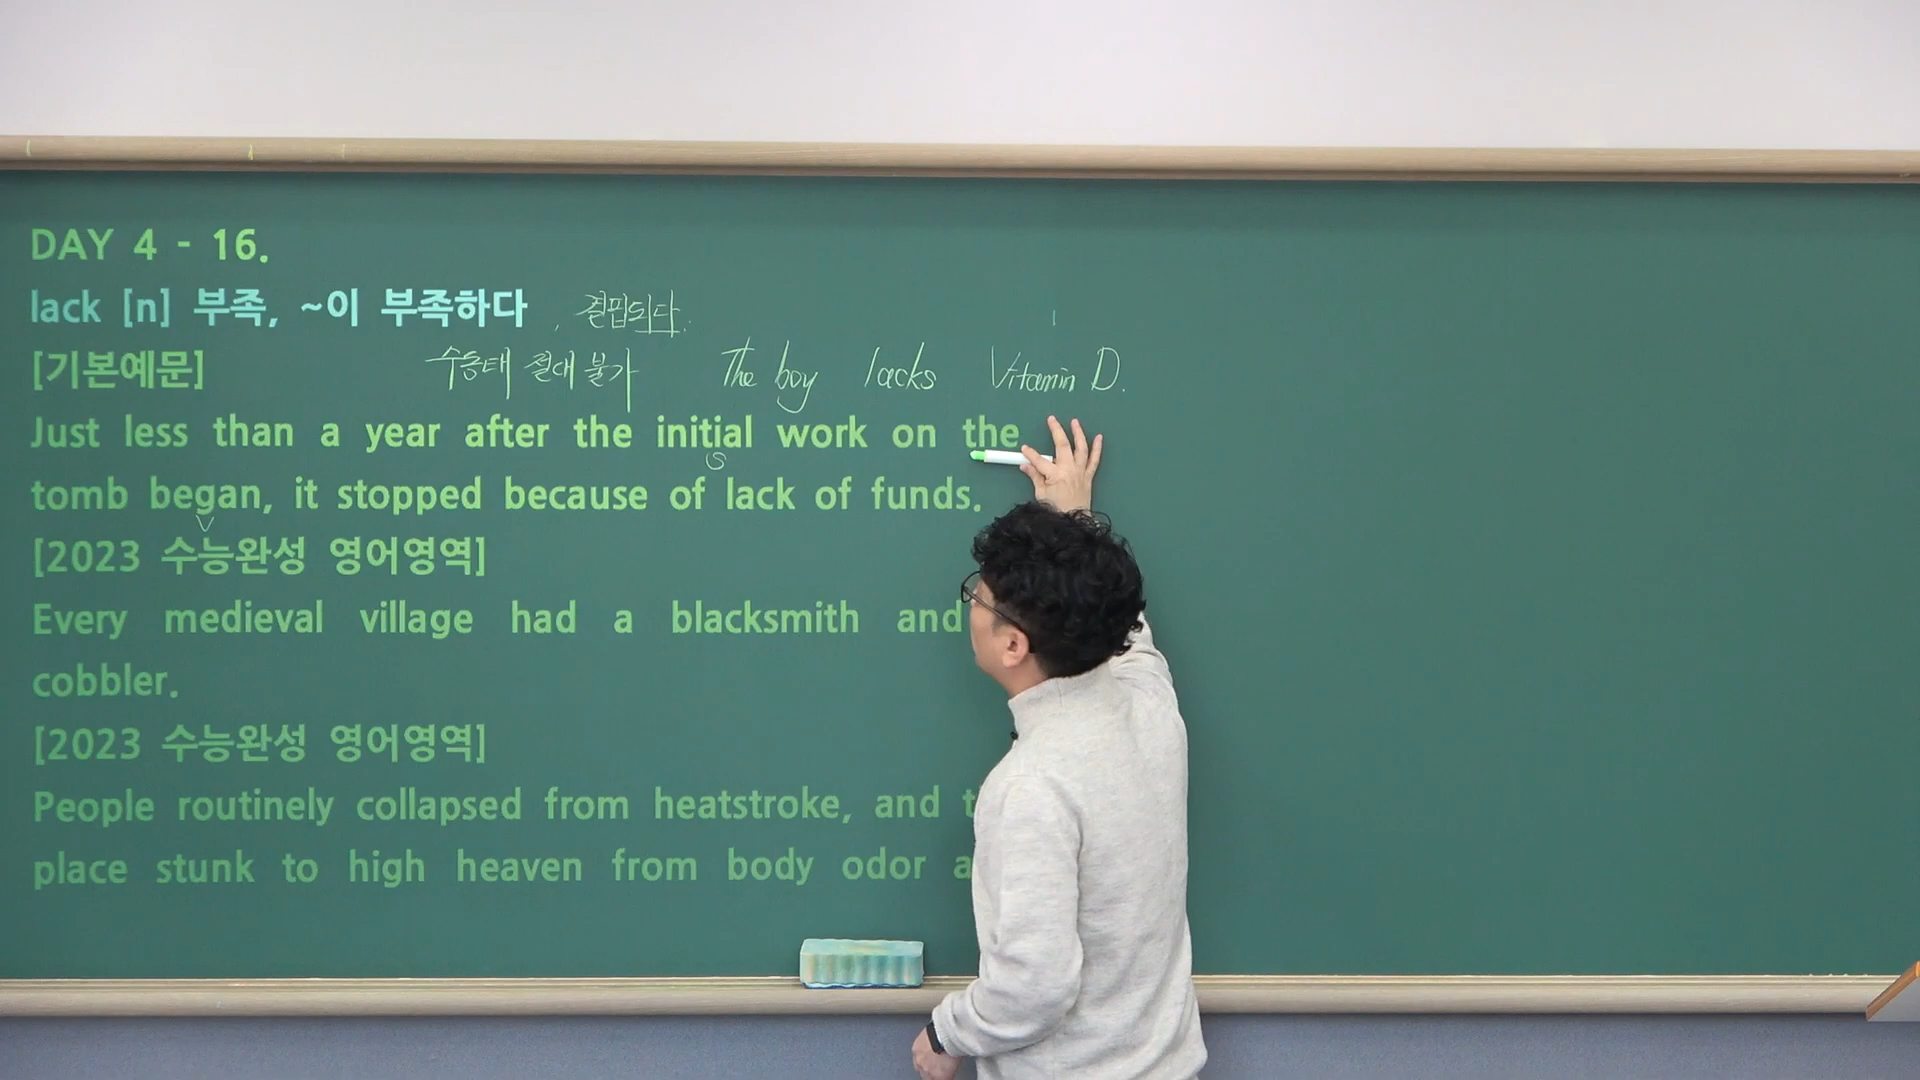 DAY 4 - 16.
lack [n] 부족, ~이 부족하다 , 결핍되다.
[기본예문] 수동태 절대 불가 The boy lacks Vitamin D.
Just less than a year after the initial work on the
S
tomb began, it stopped because of lack of funds.
V
[2023 수능완성 영어영역]
Every medieval village had a blacksmith and
cobbler.
[2023 수능완성 영어영역]
People routinely collapsed from heatstroke, and
place stunk to high heaven from body odor